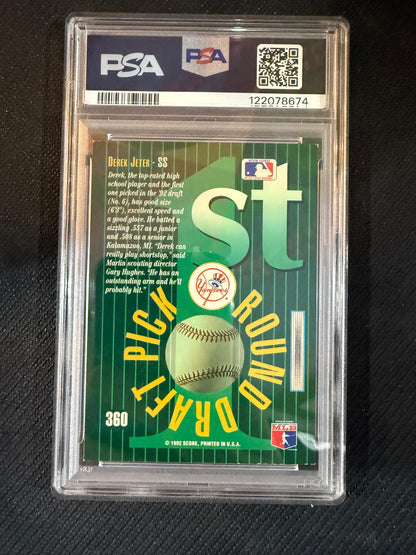 PSA
PSA
122078674
DEREK JETER - SS
Derek, the top-rated high
school player and the first
one picked in the '92 draft
(No. 6), has good size
(6'3"), excellent speed and
a good glove. He batted a
sizzling .557 as a junior
and .508 as a senior in
Kalamazoo, MI. "Derek can
really play shortstop," said
Marlin scouting director
Gary Hughes. "He has an
outstanding arm and he'll
probably hit."
1st
ROUND
DRAFT PICK
Yankees
360
© 1992 SCORE, PRINTED IN U.S.A.
MLB